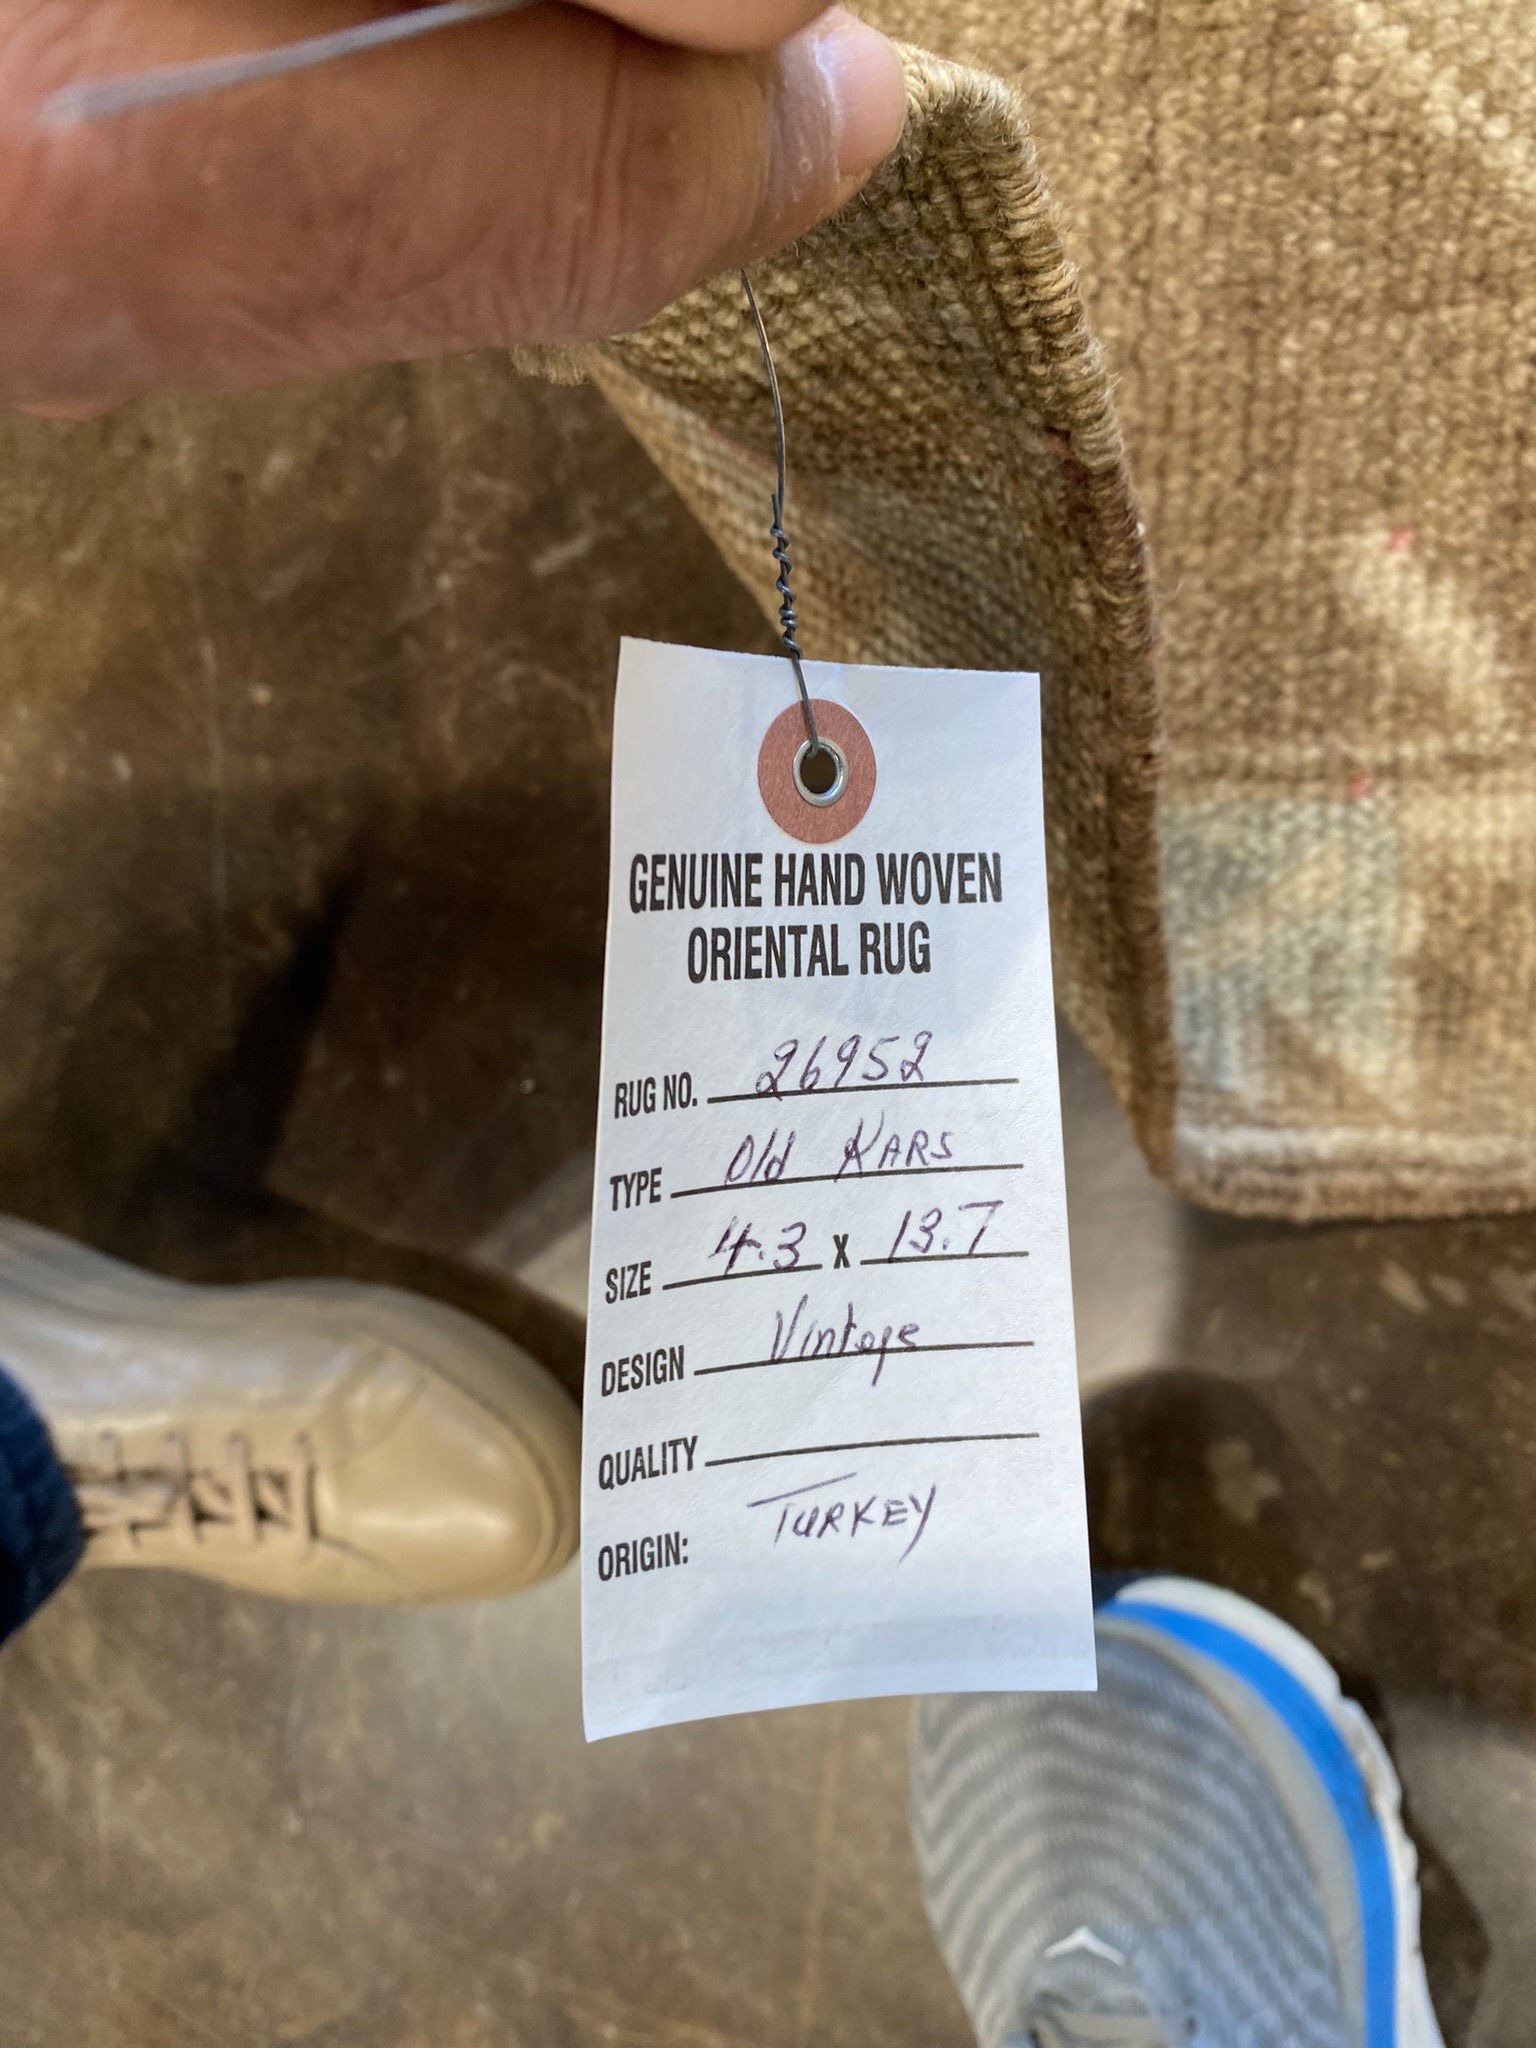 GENUINE HAND WOVEN
ORIENTAL RUG
RUG NO. 26952
TYPE Old KARS
SIZE 4.3 X 13.7
DESIGN Vintage
QUALITY
ORIGIN: TURKEY